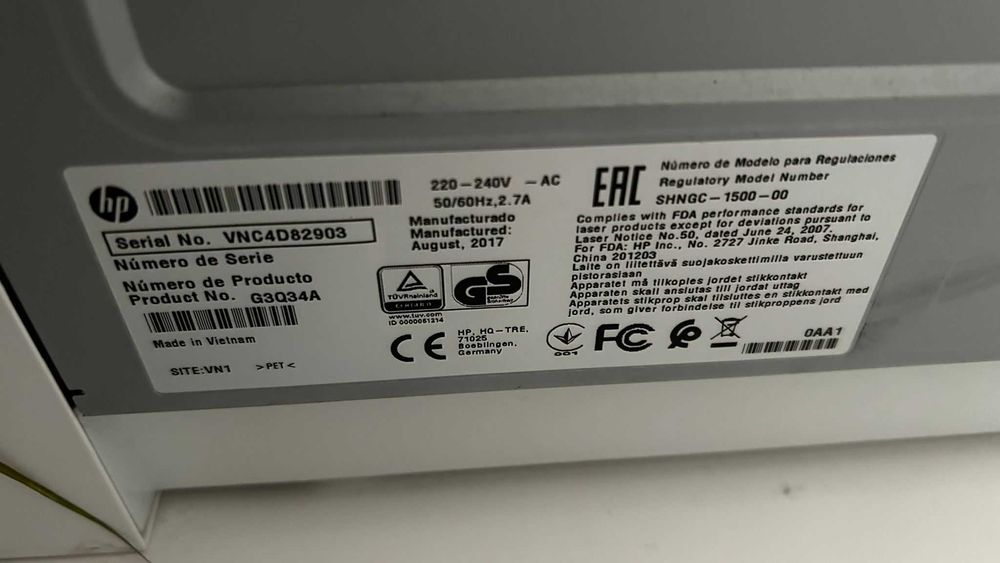 hp
Serial No. VNC4D82903
Número de Serie
Número de Producto
Product No. G3Q34A
Made in Vietnam
SITE:VN1 >PET<
220-240V - AC
50/60Hz,2.7A
Manufacturado
Manufactured:
August, 2017
TÜVRheinland
CERTIFIED
www.tuv.com
ID 0000051214
GS
CE
HP, HQ-TRE,
71025
Boeblingen,
Germany
EAC
Número de Modelo para Regulaciones
Regulatory Model Number
SHNGC-1500-00
Complies with FDA performance standards for
laser products except for deviations pursuant to
Laser Notice No.50, dated June 24, 2007.
For FDA: HP Inc., No. 2727 Jinke Road, Shanghai,
China 201203
Laite on liitettävä suojakoskettimilla varustettuun
pistorasiaan
Apparatet må tilkoples jordet stikkontakt
Apparaten skall anslutas till jordat uttag
Apparatets stikprop skal tilsluttes en stikkontakt med
jord, som giver forbindelse til stikproppens jord
001
FC
0AA1